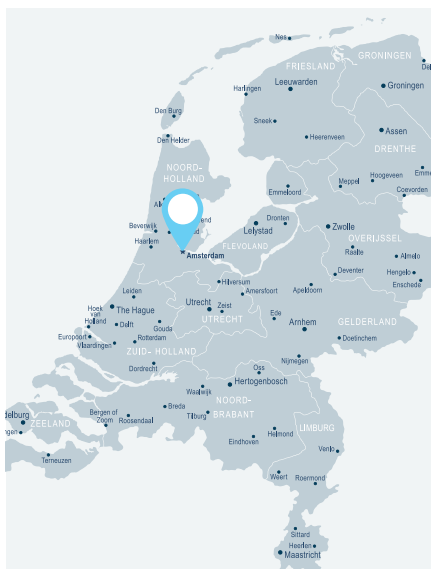 Nes
GRONINGEN
FRIESLAND
Leeuwarden
Groningen
Harlingen
Den Burg
Sneek
Assen
Heerenveen
Den Helder
DRENTHE
NOORD-
HOLLAND
Meppel
Hoogeveen
Emmeloord
Coevorden
Dronten
Lelystad
Zwolle
Beverwijk
OVERIJSSEL
Haarlem
FLEVOLAND
Raalte
Amsterdam
Almelo
Deventer
Hengelo
Hilversum
Enschede
Apeldoorn
Leiden
Amersfoort
Hoek
van
Holland
The Hague
Utrecht
Zeist
Ede
UTRECHT
GELDERLAND
Delft
Gouda
Arnhem
Europoort
Rotterdam
Doetinchem
Vlaardingen
ZUID- HOLLAND
Nijmegen
Dordrecht
Oss
Hertogenbosch
Waalwijk
NOORD-
BRABANT
Breda
Tilburg
Bergen of
Zoom
Roosendaal
delburg
ZEELAND
LIMBURG
Helmond
Eindhoven
Venlo
Terneuzen
Weert
Roermond
Sittard
Heerlen
Maastricht